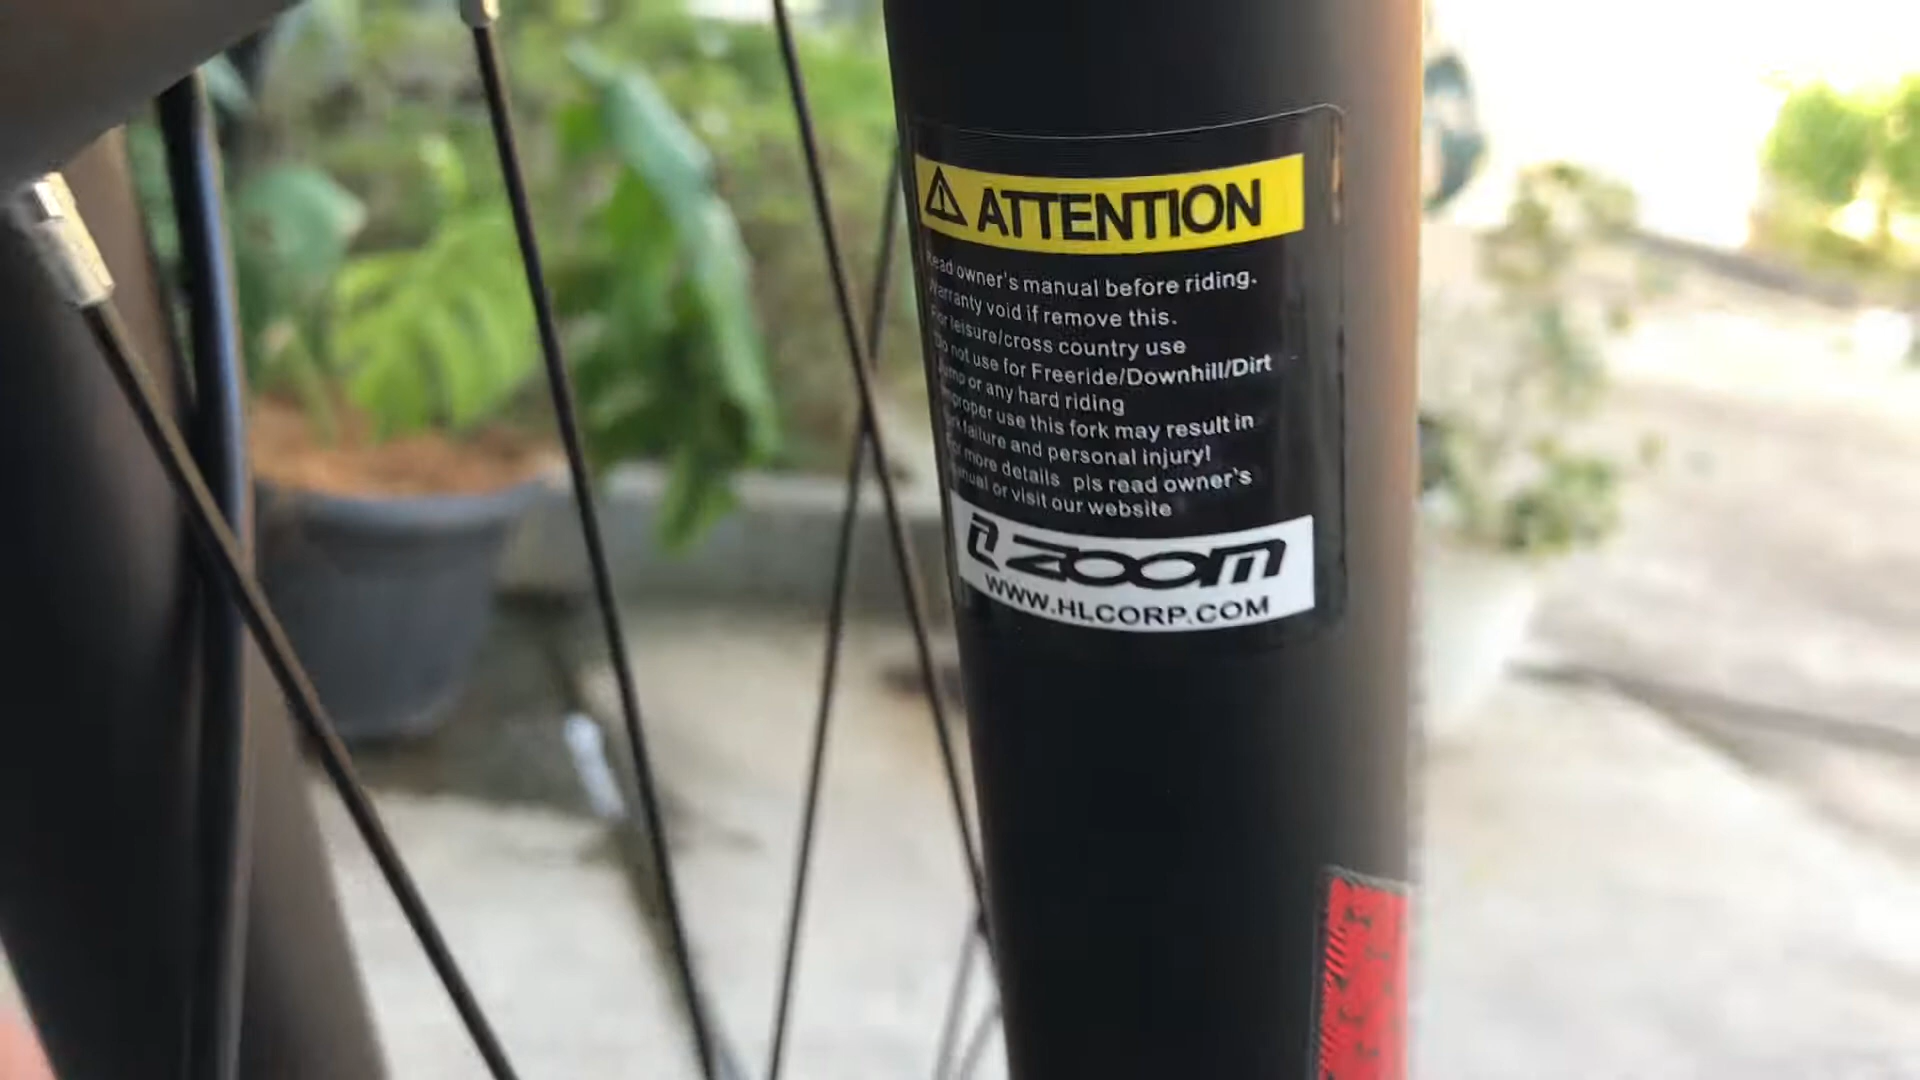 ATTENTION
Read owner's manual before riding.
Warranty void if remove this.
For leisure/cross country use
Do not use for Freeride/Downhill/Dirt
Jump or any hard riding
Improper use this fork may result in
fork failure and personal injury!
For more details pls read owner's
manual or visit our website
ZOOM
WWW.HLCORP.COM